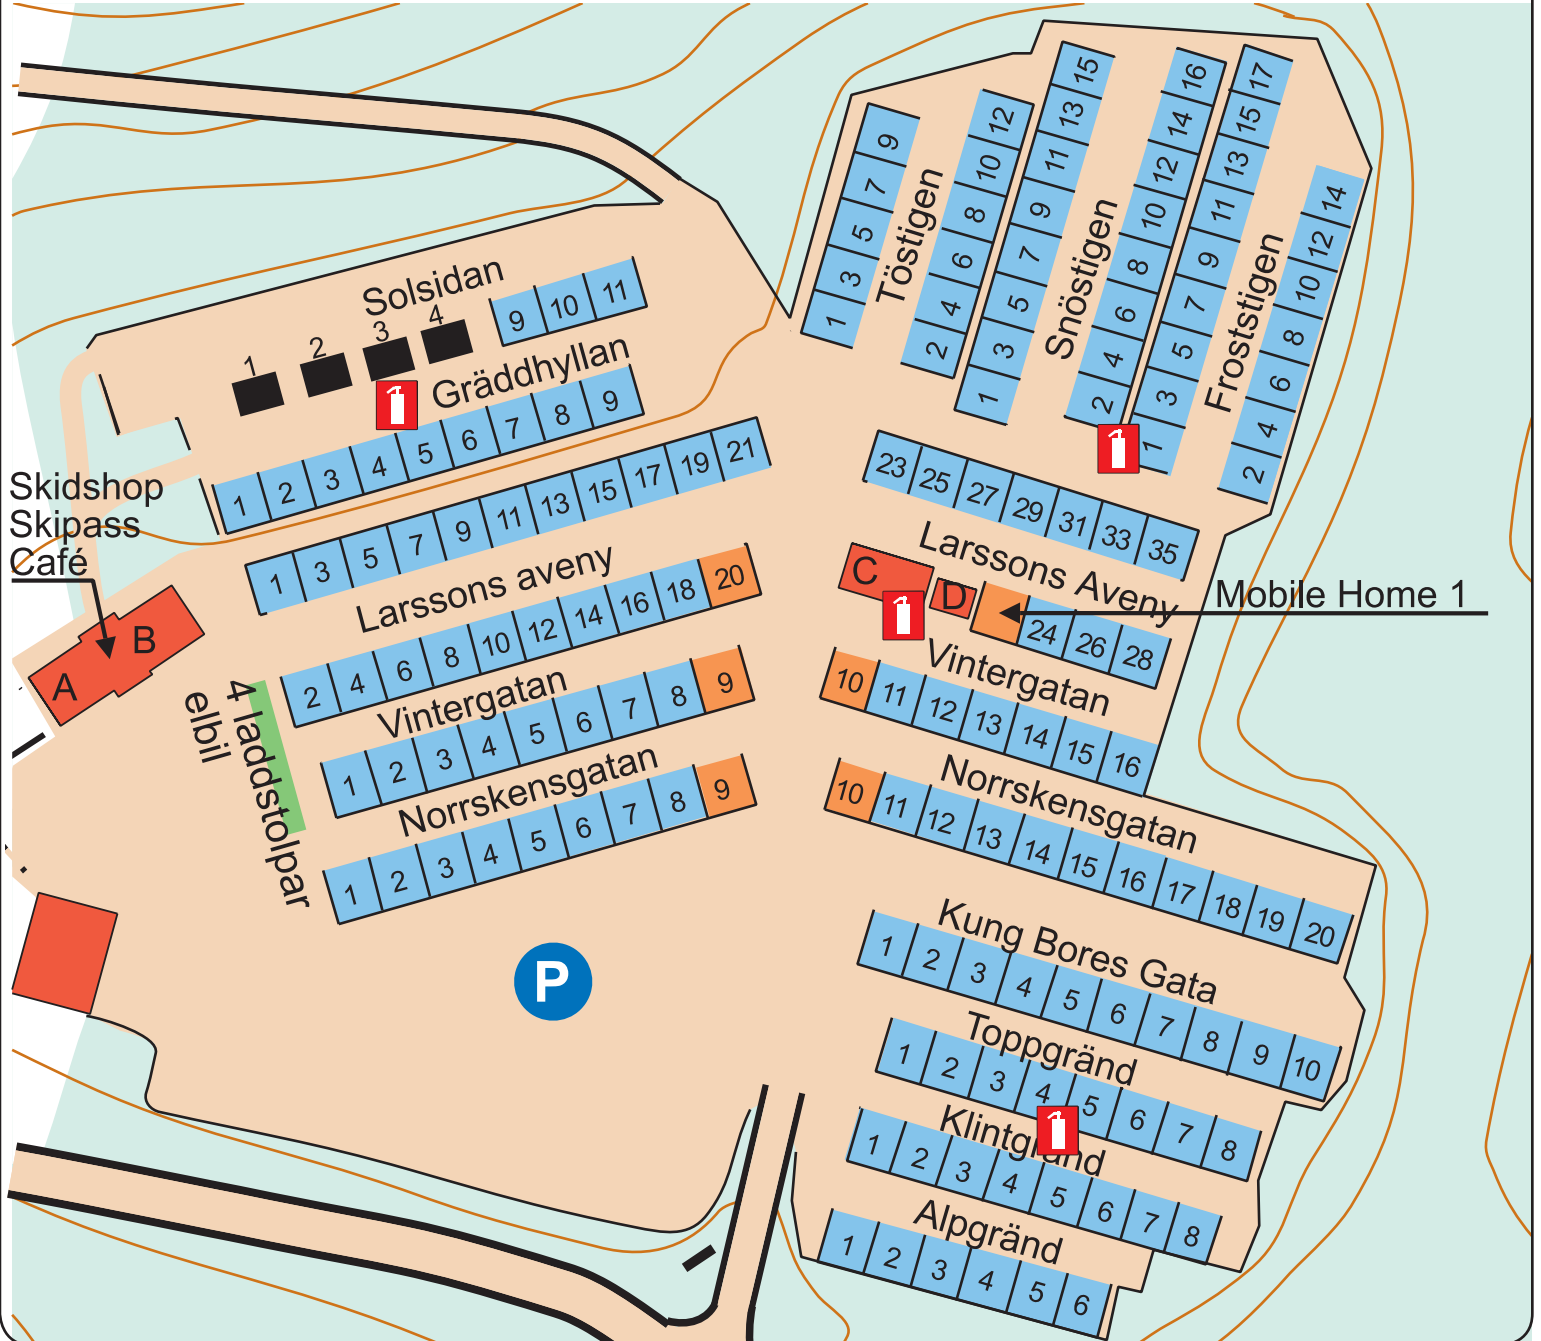 9
7
5
3
1
Töstigen
12
10
8
6
4
2
15
13
11
9
7
5
3
1
Snöstigen
16
14
12
10
8
6
4
2
17
15
13
11
9
7
5
3
1
Froststigen
14
12
10
8
6
4
2
Solsidan
1 2 3 4
9 10 11
Gräddhyllan
1 2 3 4 5 6 7 8 9
1 3 5 7 9 11 13 15 17 19 21
Larssons aveny
2 4 6 8 10 12 14 16 18 20
Vintergatan
1 2 3 4 5 6 7 8 9
Norrskensgatan
1 2 3 4 5 6 7 8 9
Skidshop
Skipass
Café
A B
4 laddstolpar
elbil
P
23 25 27 29 31 33 35
Larssons Aveny
C D
24 26 28
Mobile Home 1
Vintergatan
10 11 12 13 14 15 16
Norrskensgatan
10 11 12 13 14 15 16 17 18 19 20
Kung Bores Gata
1 2 3 4 5 6 7 8 9 10
Toppgränd
1 2 3 4 5 6 7 8
Klintgränd
1 2 3 4 5 6 7 8
Alpgränd
1 2 3 4 5 6